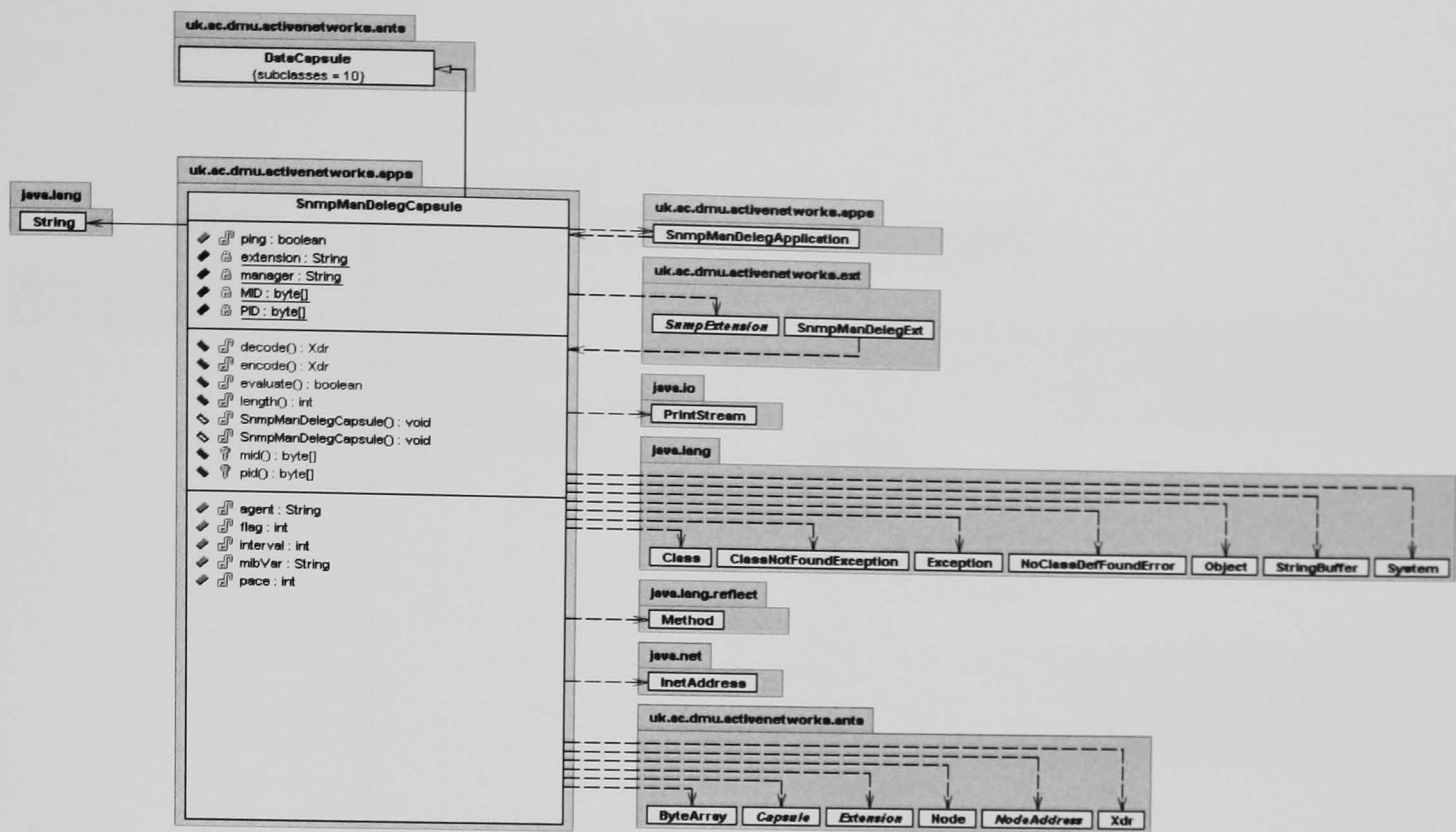 uk.ac.dmu.activenetworks.ants
DataCapsule
{subclasses = 10}
uk.ac.dmu.activenetworks.apps
java.lang
String
SnmpManDelegCapsule
ping : boolean
extension : String
manager : String
MID : byte[]
PID : byte[]
decode() : Xdr
encode() : Xdr
evaluate() : boolean
length() : int
SnmpManDelegCapsule() : void
SnmpManDelegCapsule() : void
mid() : byte[]
pid() : byte[]
agent : String
flag : int
interval : int
mibVar : String
pace : int
uk.ac.dmu.activenetworks.apps
SnmpManDelegApplication
uk.ac.dmu.activenetworks.ext
SnmpExtension SnmpManDelegExt
java.io
PrintStream
java.lang
Class ClassNotFoundException Exception NoClassDefFoundError Object StringBuffer System
java.lang.reflect
Method
java.net
InetAddress
uk.ac.dmu.activenetworks.ants
ByteArray Capsule Extension Node NodeAddress Xdr